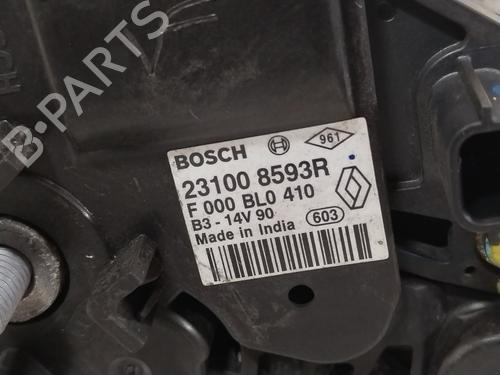 B-PARTS
BOSCH
961
23100 8593R
F 000 BL0 410
B3 - 14V 90
603
Made in India